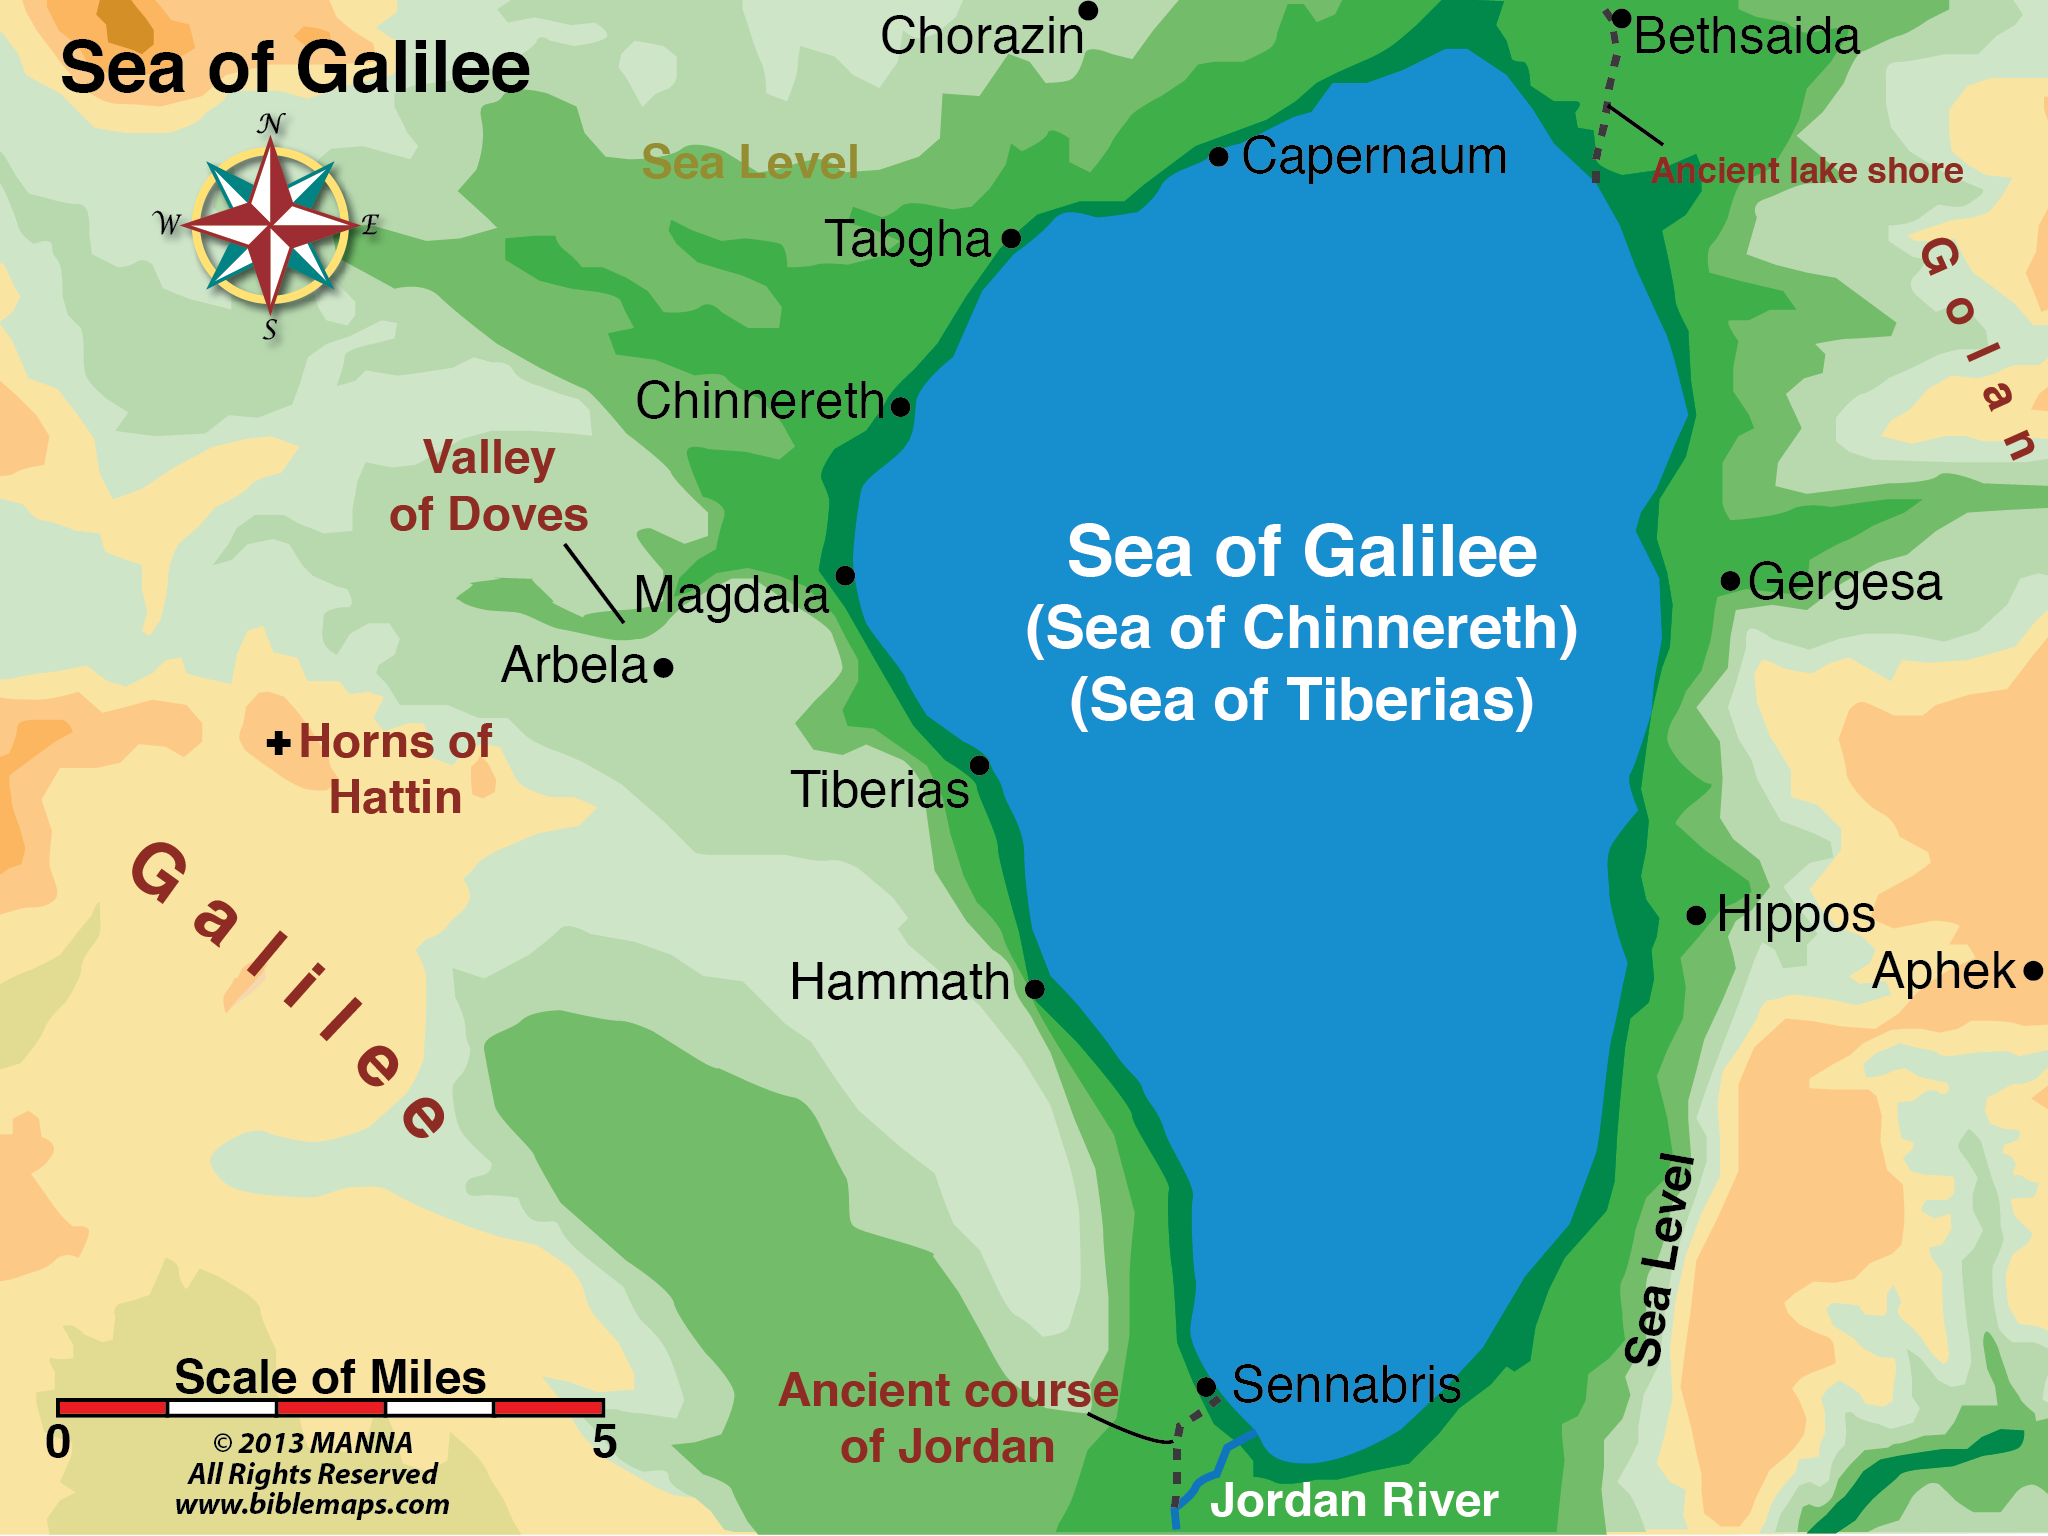 Sea of Galilee
Chorazin
Bethsaida
N
W
E
S
Sea Level
Capernaum
Ancient lake shore
Tabgha
Golan
Chinnereth
Valley
of Doves
Magdala
Arbela
Sea of Galilee
(Sea of Chinnereth)
(Sea of Tiberias)
Gergesa
Horns of
Hattin
Tiberias
Galilee
Hippos
Aphek
Hammath
Sea Level
Scale of Miles
0
5
© 2013 MANNA
All Rights Reserved
www.biblemaps.com
Ancient course
of Jordan
Sennabris
Jordan River